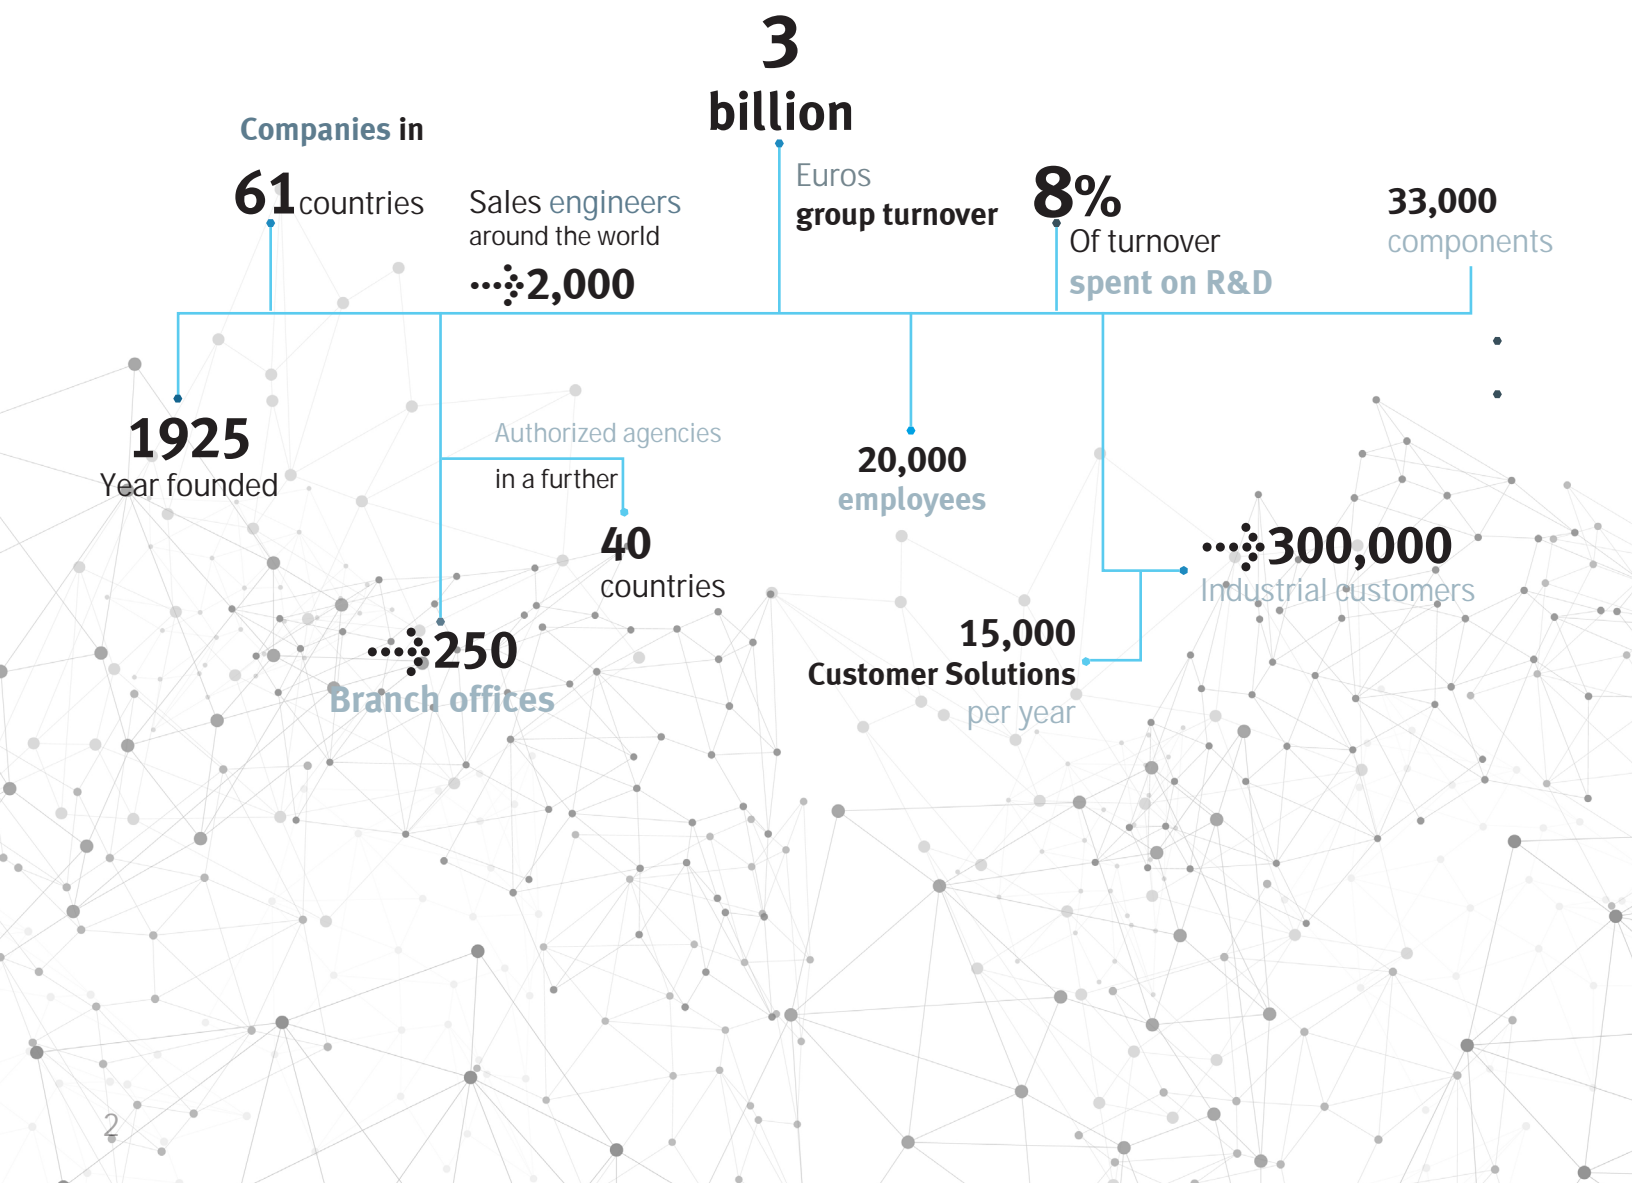 3
billion
Euros
group turnover
Companies in
61 countries
Sales engineers
around the world
2,000
8%
Of turnover
spent on R&D
33,000
components
1925
Year founded
Authorized agencies
in a further
40
countries
250
Branch offices
20,000
employees
300,000
Industrial customers
15,000
Customer Solutions
per year
2